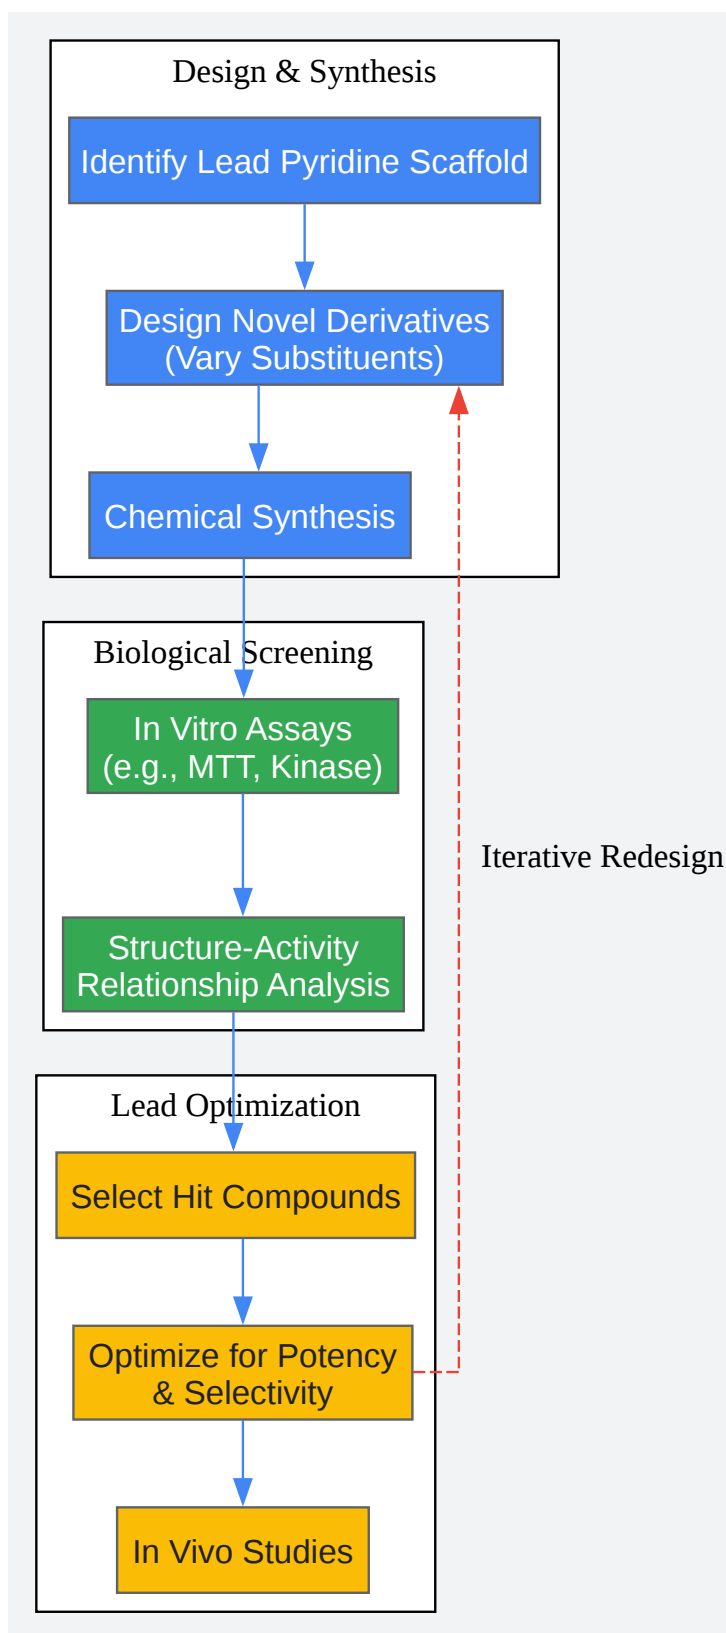 Design & Synthesis
Identify Lead Pyridine Scaffold
Design Novel Derivatives
(Vary Substituents)
Chemical Synthesis
Biological Screening
In Vitro Assays
(e.g., MTT, Kinase)
Iterative Redesign
Structure-Activity
Relationship Analysis
Lead Optimization
Select Hit Compounds
Optimize for Potency
& Selectivity
In Vivo Studies